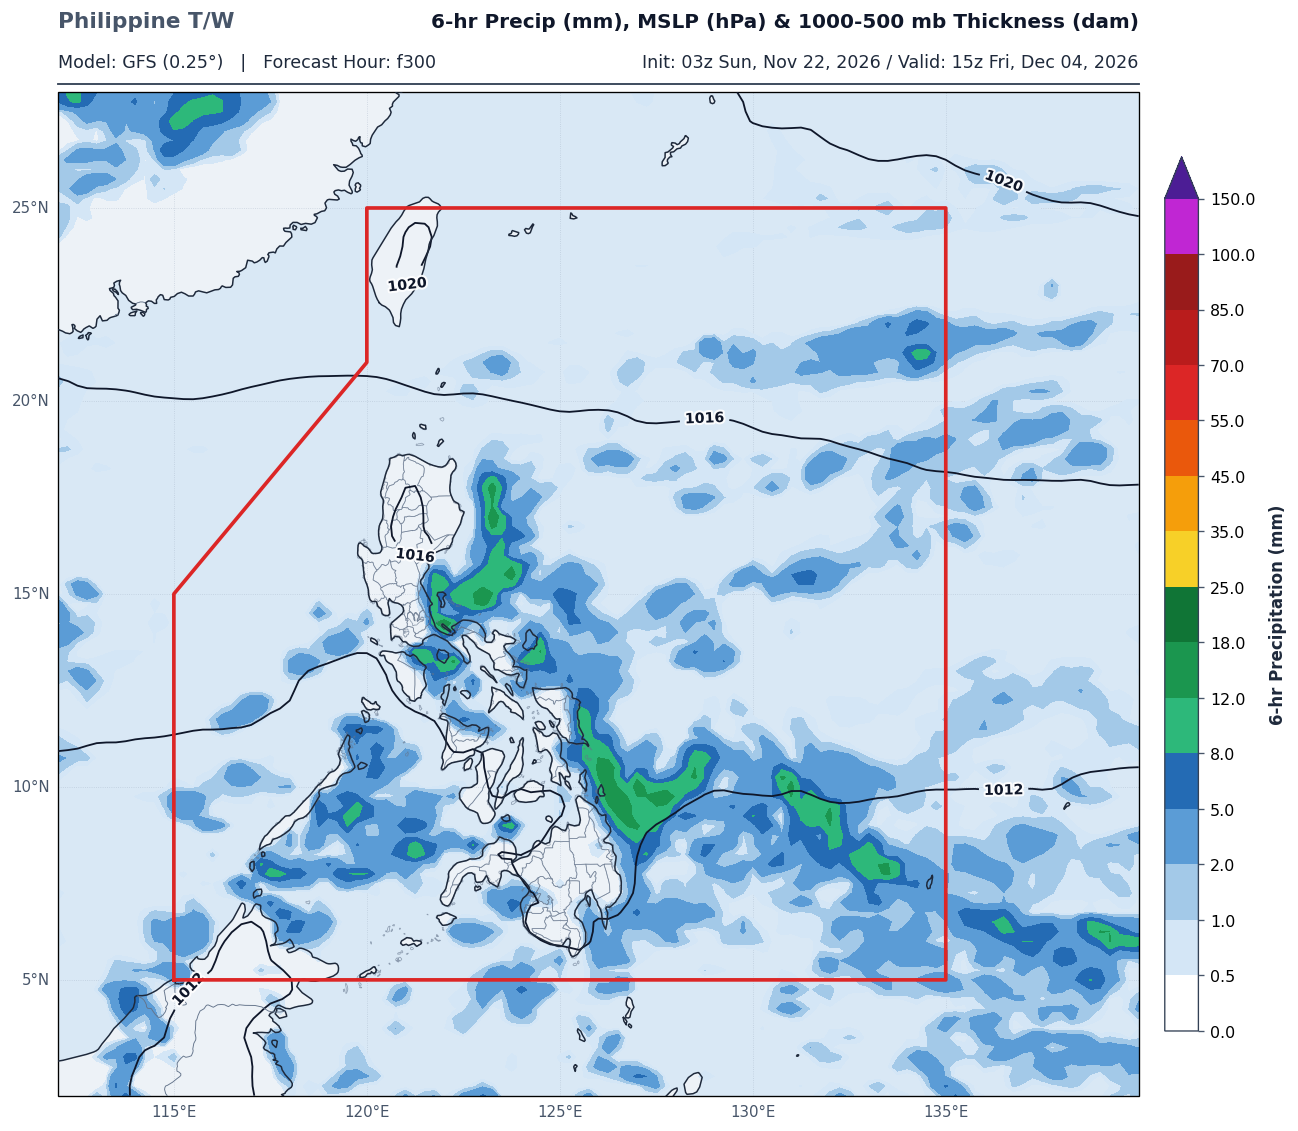 Philippine T/W
6-hr Precip (mm), MSLP (hPa) & 1000-500 mb Thickness (dam)
Model: GFS (0.25°) | Forecast Hour: f300
Init: 03z Sun, Nov 22, 2026 / Valid: 15z Fri, Dec 04, 2026
1020
25°N
1020
20°N
1016
1016
15°N
10°N
1012
1012
5°N
115°E
120°E
125°E
130°E
135°E
150.0
100.0
85.0
70.0
55.0
45.0
35.0
25.0
18.0
12.0
8.0
5.0
2.0
1.0
0.5
0.0
6-hr Precipitation (mm)